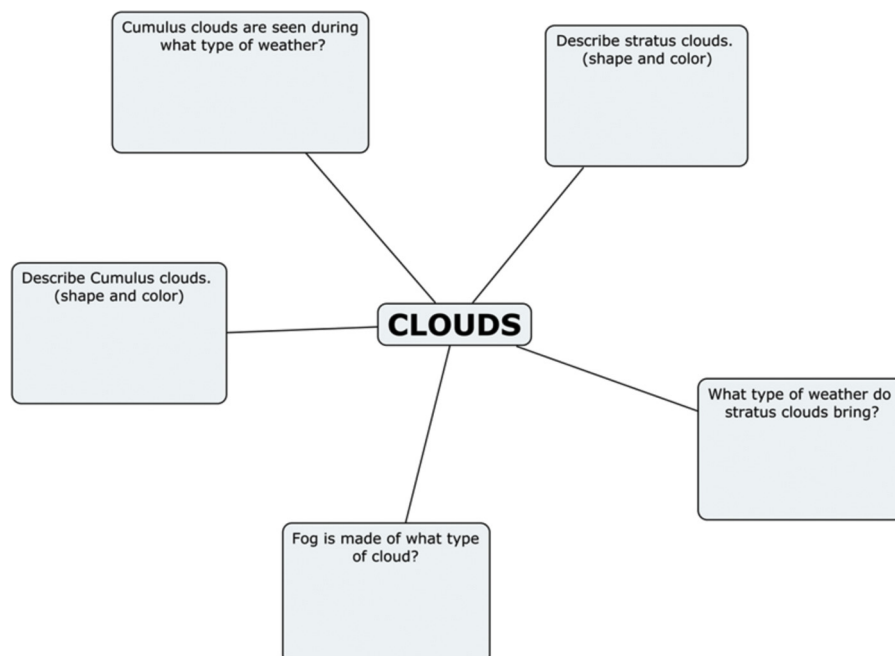 Cumulus clouds are seen during
what type of weather?
Describe stratus clouds.
(shape and color)
Describe Cumulus clouds.
(shape and color)
CLOUDS
What type of weather do
stratus clouds bring?
Fog is made of what type
of cloud?